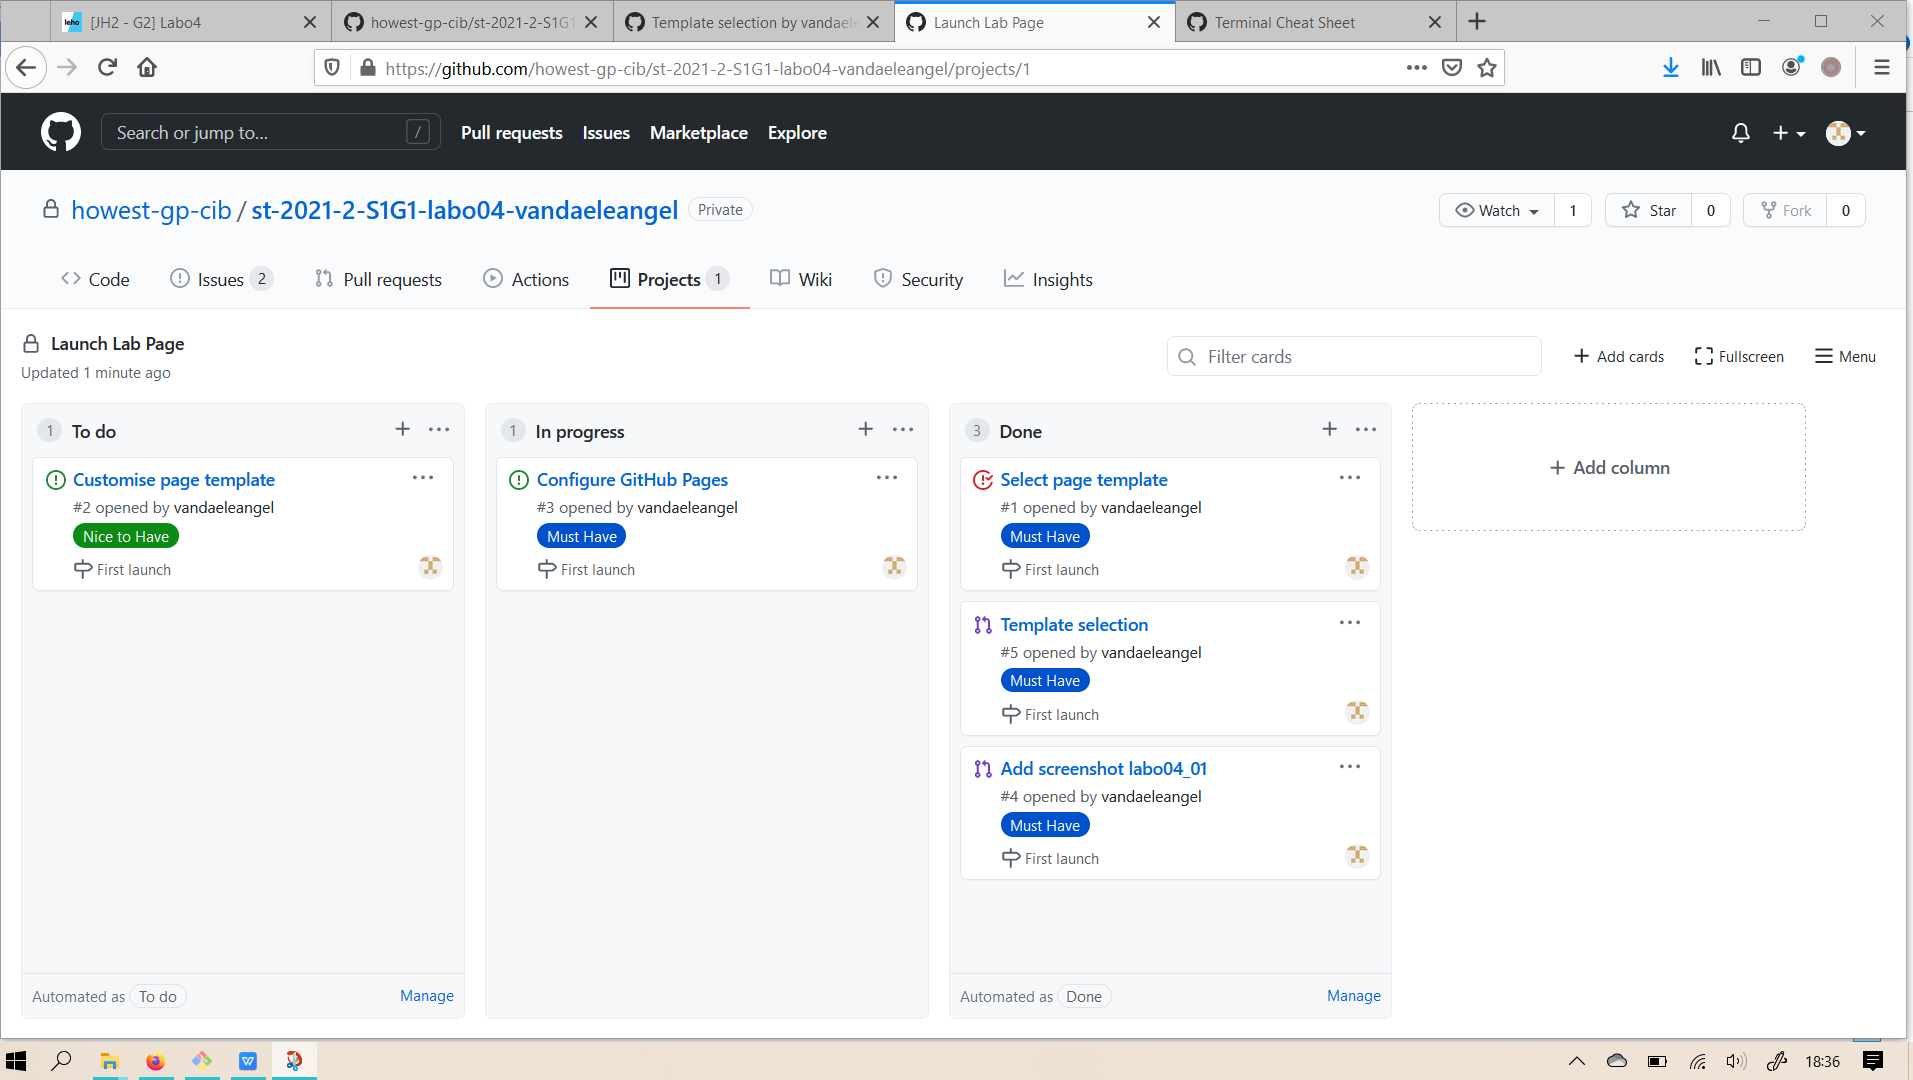 leho [JH2 - G2] Labo4
howest-gp-cib/st-2021-2-S1G1
Template selection by vandaele
Launch Lab Page
Terminal Cheat Sheet
https://github.com/howest-gp-cib/st-2021-2-S1G1-labo04-vandaeleangel/projects/1
Search or jump to... /
Pull requests Issues Marketplace Explore
howest-gp-cib / st-2021-2-S1G1-labo04-vandaeleangel Private
Watch 1 Star 0 Fork 0
Code Issues 2 Pull requests Actions Projects 1 Wiki Security Insights
Launch Lab Page
Updated 1 minute ago
Filter cards
+ Add cards Fullscreen Menu
1 To do
Customise page template
#2 opened by vandaeleangel
Nice to Have
First launch
Automated as To do Manage
1 In progress
Configure GitHub Pages
#3 opened by vandaeleangel
Must Have
First launch
3 Done
Select page template
#1 opened by vandaeleangel
Must Have
First launch
Template selection
#5 opened by vandaeleangel
Must Have
First launch
Add screenshot labo04_01
#4 opened by vandaeleangel
Must Have
First launch
Automated as Done Manage
+ Add column
18:36